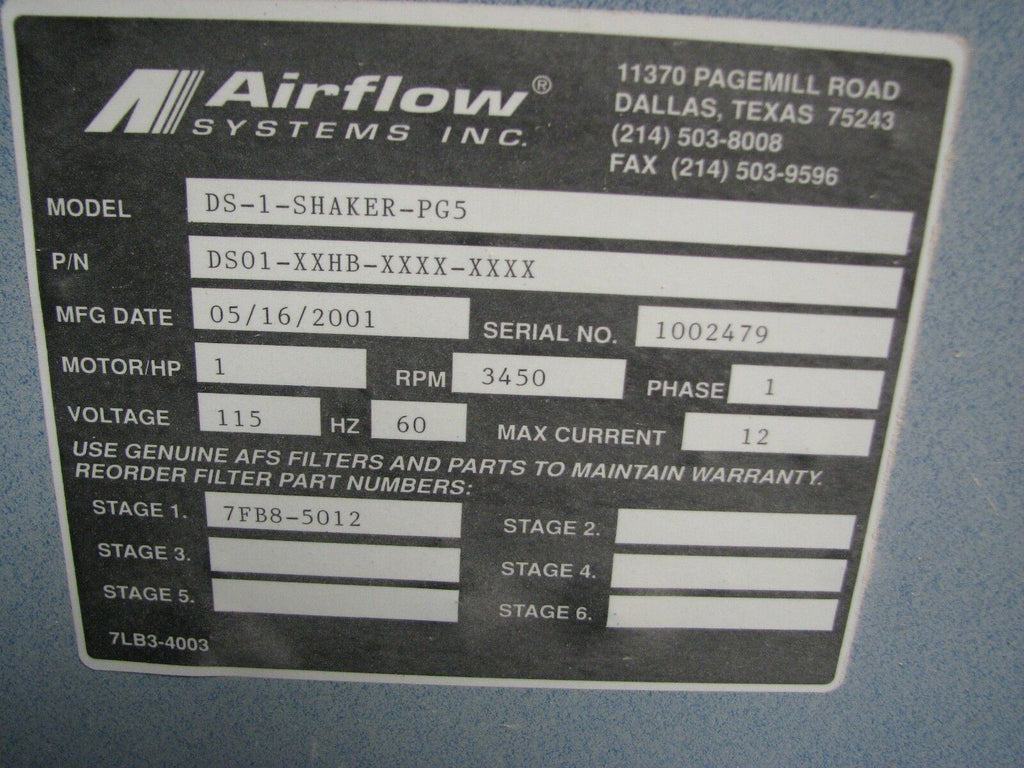 Airflow®
SYSTEMS INC.
11370 PAGEMILL ROAD
DALLAS, TEXAS 75243
(214) 503-8008
FAX (214) 503-9596
MODEL DS-1-SHAKER-PG5
P/N DS01-XXHB-XXXX-XXXX
MFG DATE 05/16/2001 SERIAL NO. 1002479
MOTOR/HP 1 RPM 3450 PHASE 1
VOLTAGE 115 HZ 60 MAX CURRENT 12
USE GENUINE AFS FILTERS AND PARTS TO MAINTAIN WARRANTY.
REORDER FILTER PART NUMBERS:
STAGE 1. 7FB8-5012 STAGE 2.
STAGE 3. STAGE 4.
STAGE 5. STAGE 6.
7LB3-4003